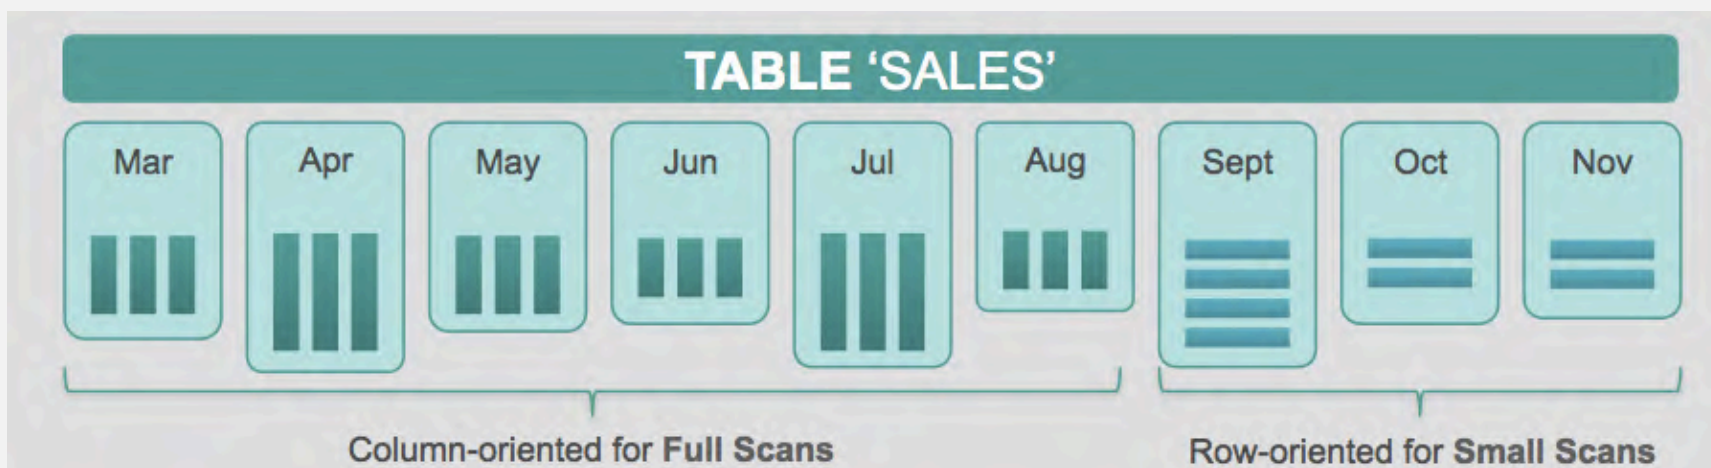 TABLE ‘SALES’
Mar Apr May Jun Jul Aug Sept Oct Nov
Column-oriented for Full Scans
Row-oriented for Small Scans